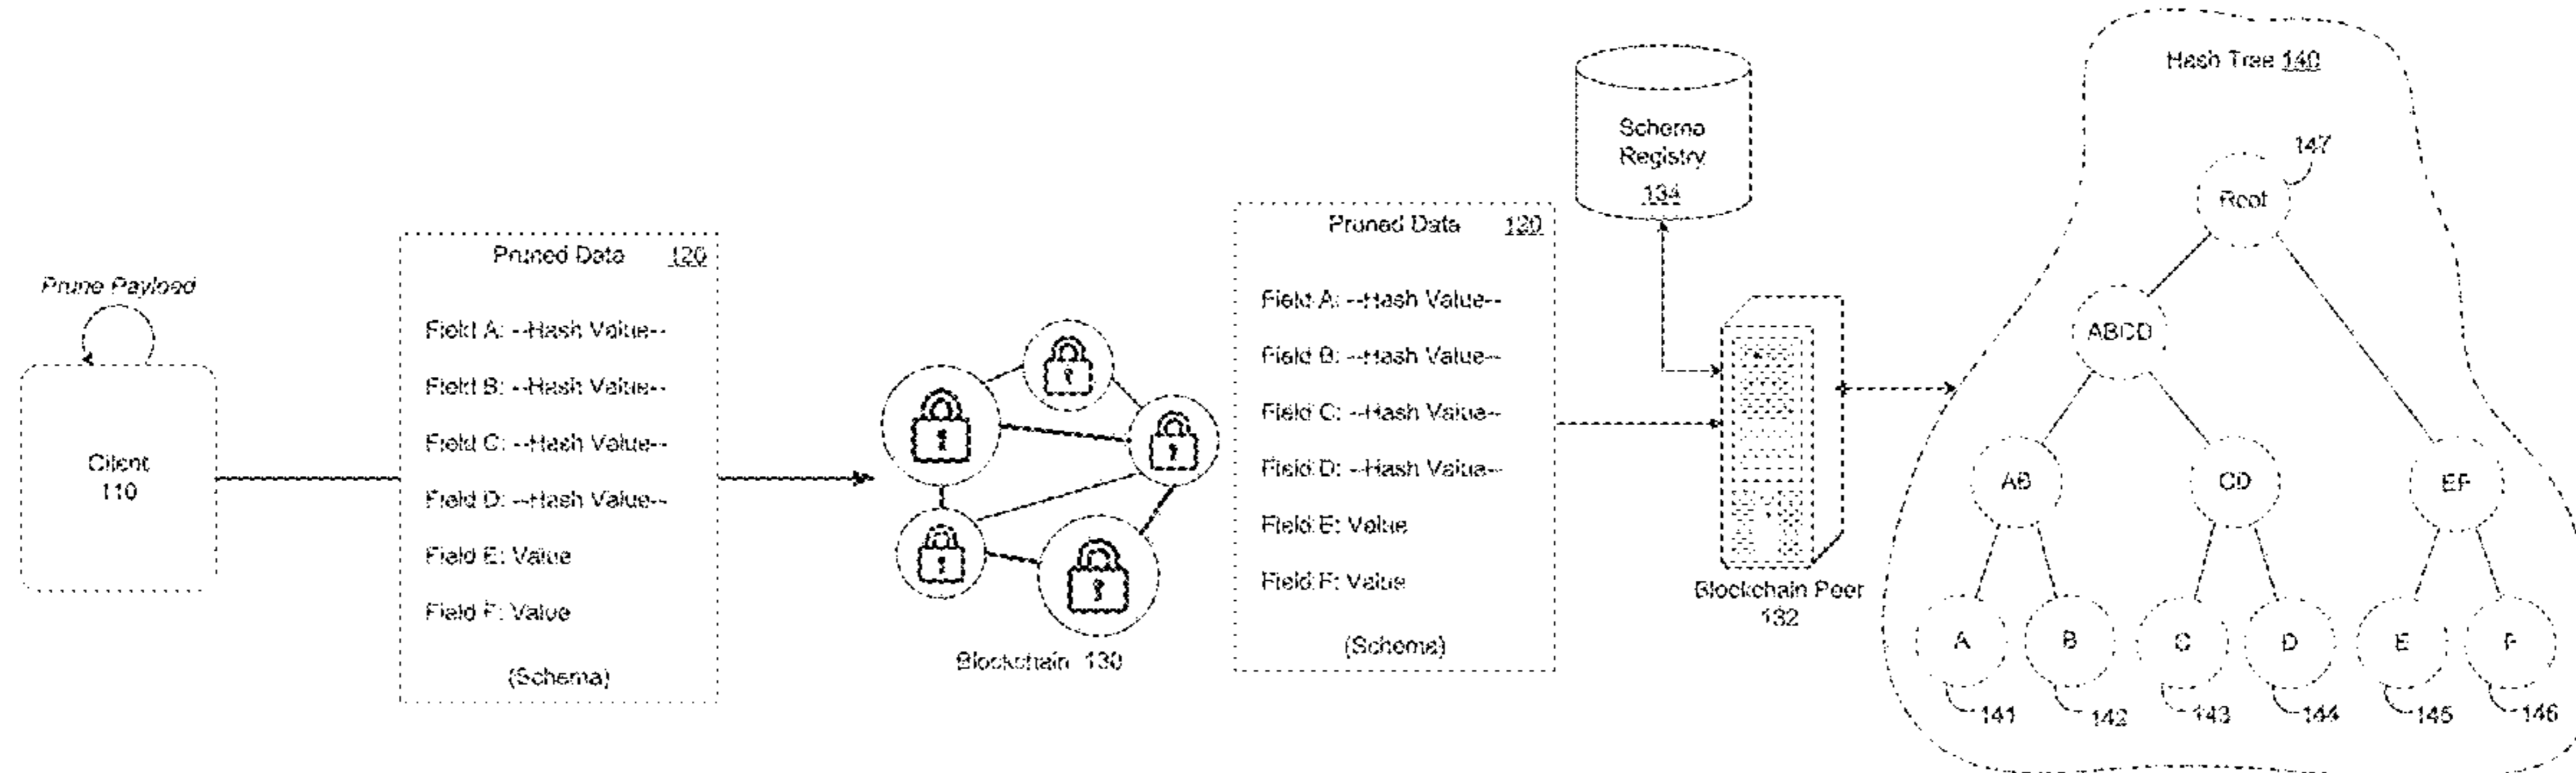 Prune Payload
Client
110
Pruned Data 120
Field A: --Hash Value--
Field B: --Hash Value--
Field C: --Hash Value--
Field D: --Hash Value--
Field E: Value
Field F: Value
(Schema)
Blockchain 130
Pruned Data 120
Field A: --Hash Value--
Field B: --Hash Value--
Field C: --Hash Value--
Field D: --Hash Value--
Field E: Value
Field F: Value
(Schema)
Schema
Registry
134
Blockchain Peer
132
Hash Tree 140
147
Root
ABCD
AB
CD
EF
A
B
C
D
E
F
141
142
143
144
145
146